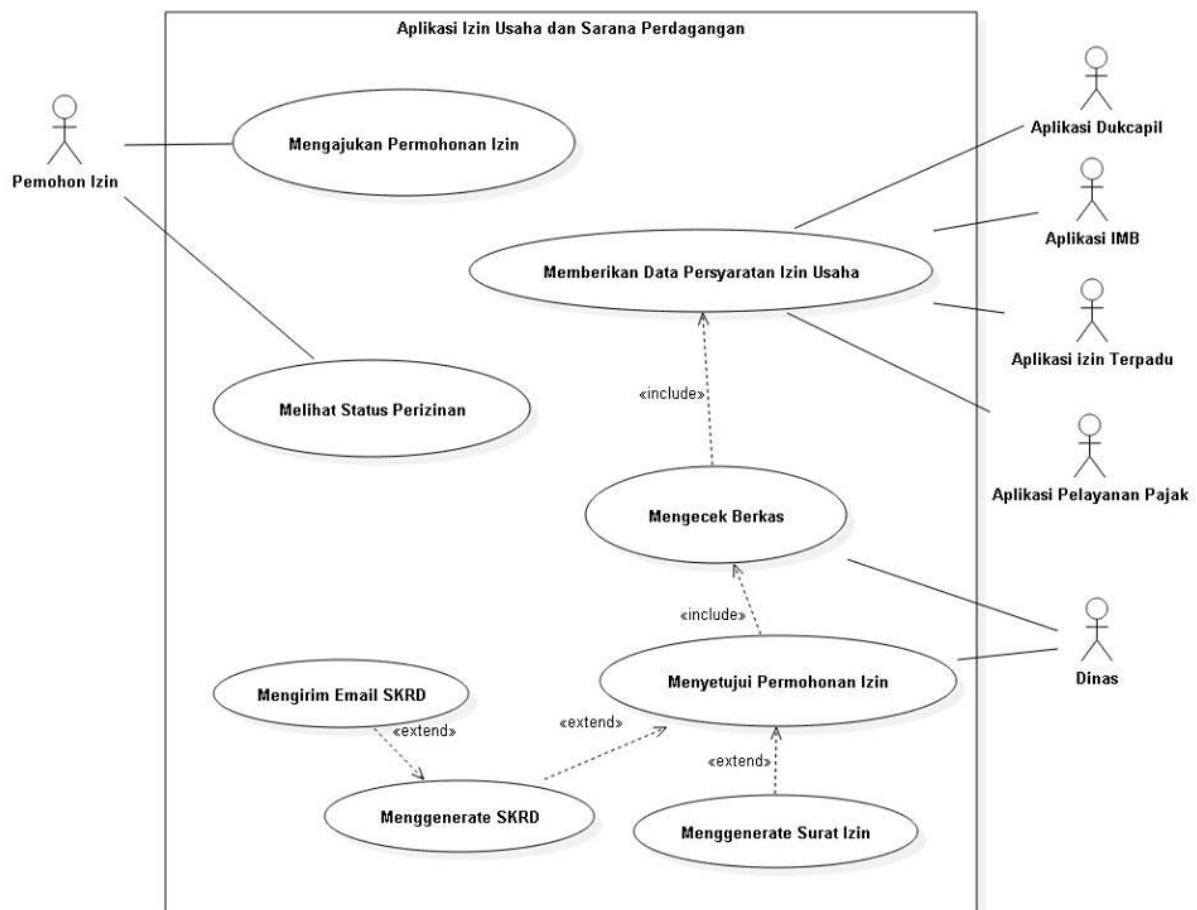 Aplikasi Izin Usaha dan Sarana Perdagangan
Pemohon Izin
Mengajukan Permohonan Izin
Aplikasi Dukcapil
Aplikasi IMB
Memberikan Data Persyaratan Izin Usaha
Aplikasi izin Terpadu
«include»
Melihat Status Perizinan
Aplikasi Pelayanan Pajak
Mengecek Berkas
«include»
Dinas
Menyetujui Permohonan Izin
Mengirim Email SKRD
«extend»
«extend»
«extend»
Menggenerate SKRD
Menggenerate Surat Izin